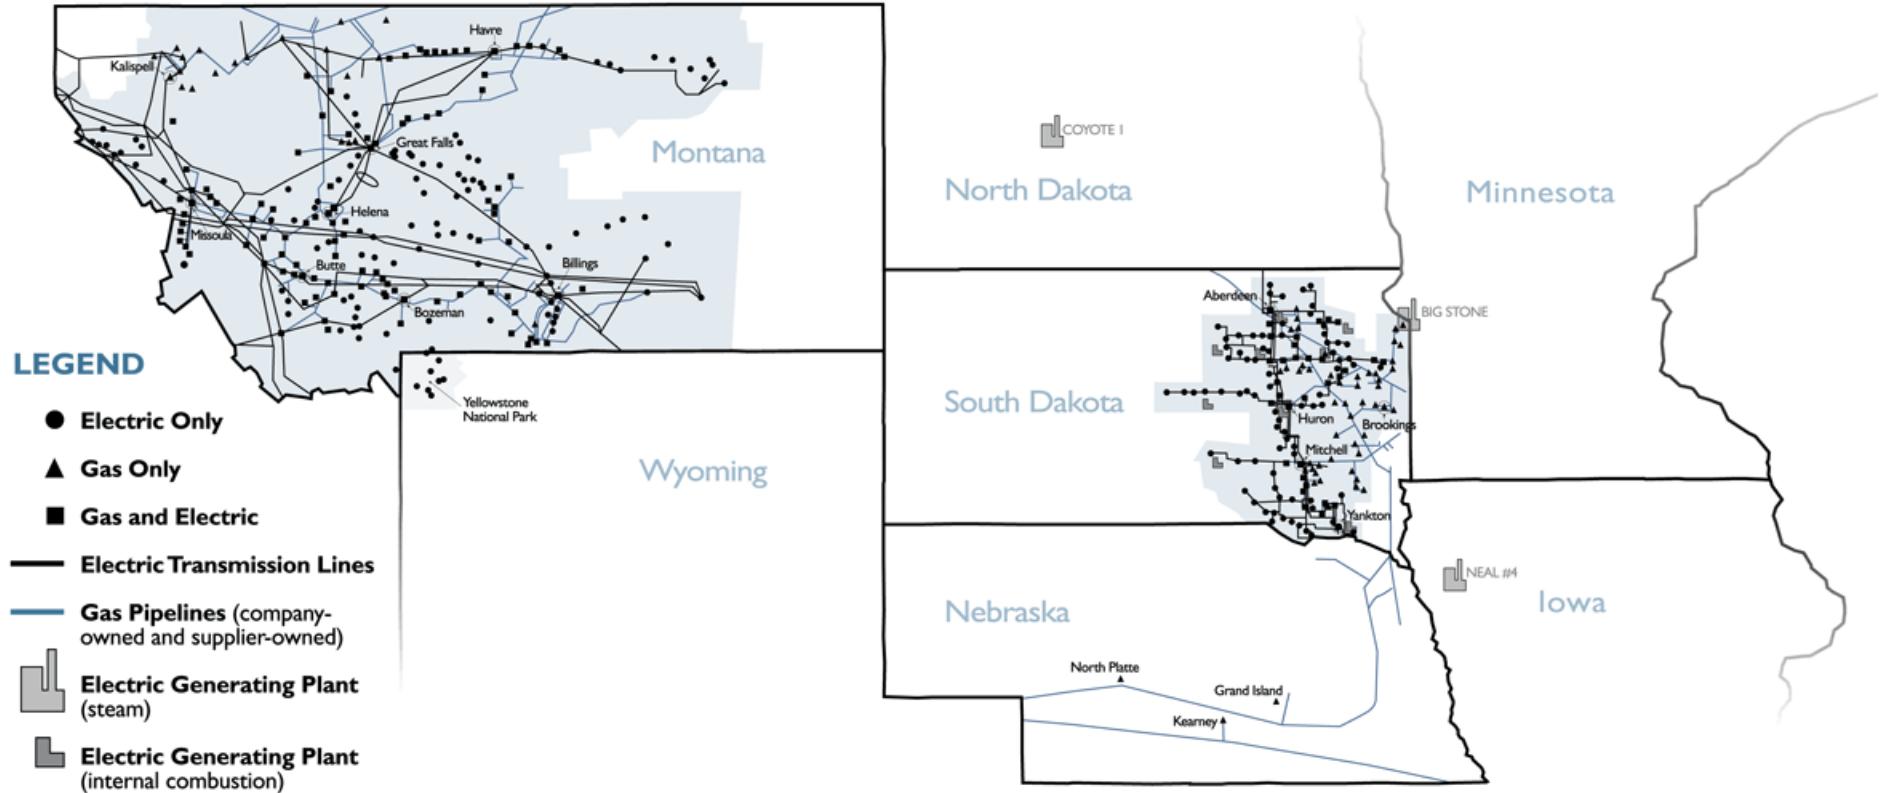 Havre
Kalispell
Great Falls
Montana
Helena
Missoula
Butte
Billings
Bozeman
Yellowstone
National Park
Wyoming
COYOTE 1
North Dakota
Minnesota
Aberdeen
BIG STONE
South Dakota
Huron
Brookings
Mitchell
Yankton
NEAL #4
Iowa
Nebraska
North Platte
Grand Island
Kearney
LEGEND
Electric Only
Gas Only
Gas and Electric
Electric Transmission Lines
Gas Pipelines (company-
owned and supplier-owned)
Electric Generating Plant
(steam)
Electric Generating Plant
(internal combustion)